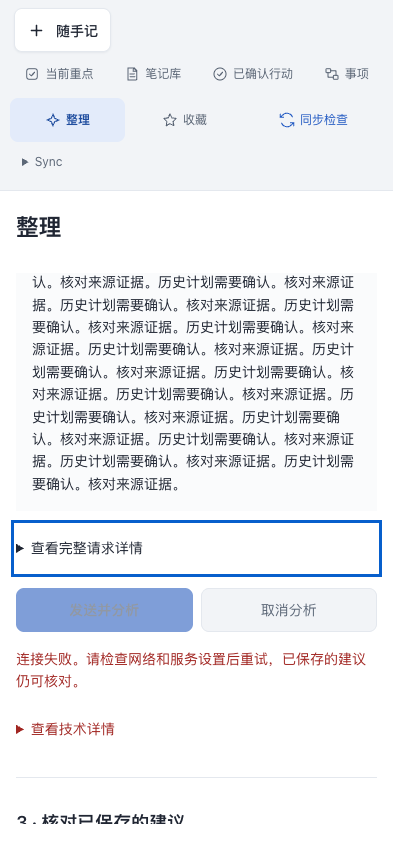 随手记
当前重点 笔记库 已确认行动 事项
整理 收藏 同步检查
Sync
整理
认。核对来源证据。历史计划需要确认。核对来源证
据。历史计划需要确认。核对来源证据。历史计划需
要确认。核对来源证据。历史计划需要确认。核对来
源证据。历史计划需要确认。核对来源证据。历史计
划需要确认。核对来源证据。历史计划需要确认。核
对来源证据。历史计划需要确认。核对来源证据。历
史计划需要确认。核对来源证据。历史计划需要确
认。核对来源证据。历史计划需要确认。核对来源证
据。历史计划需要确认。核对来源证据。历史计划需
要确认。核对来源证据。
查看完整请求详情
取消分析
连接失败。请检查网络和服务设置后重试，已保存的建议
仍可核对。
查看技术详情
3 . 核对已保存的建议